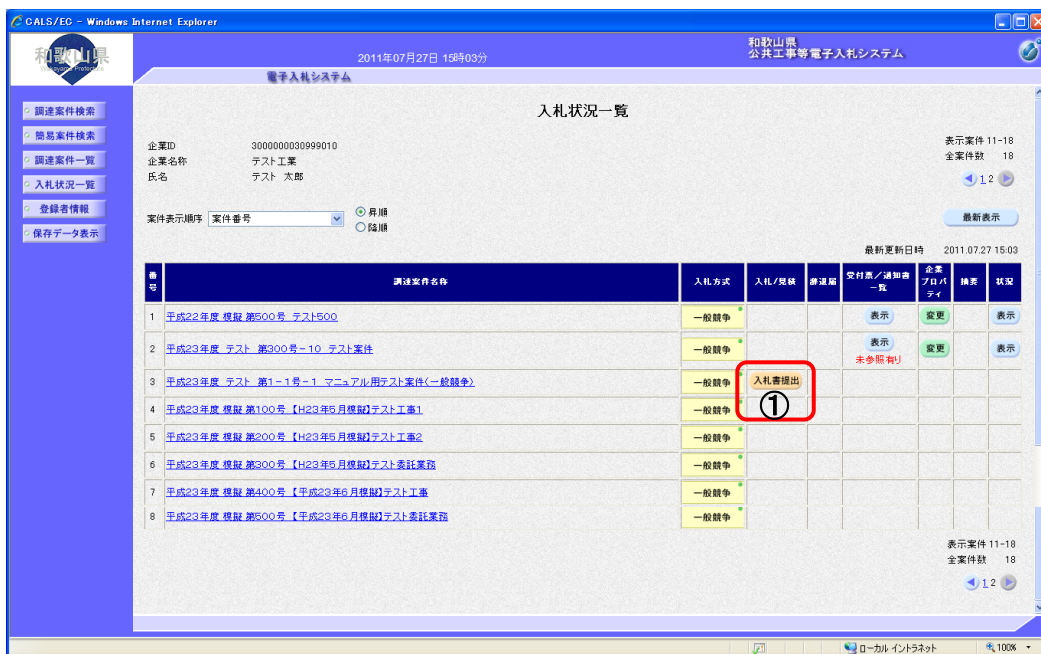 CALS/EC - Windows Internet Explorer
和歌山県
Wakayama Prefecture
2011年07月27日 15時03分
和歌山県
公共工事等電子入札システム
電子入札システム
調達案件検索
簡易案件検索
調達案件一覧
入札状況一覧
登録者情報
保存データ表示
入札状況一覧
企業ID 3000000030999010
企業名称 テスト工業
氏名 テスト 太郎
表示案件 11-18
全案件数 18
1 2
案件表示順序 案件番号
昇順
降順
最新表示
最新更新日時 2011.07.27 15:03
番号 調達案件名称 入札方式 入札/見積 辞退届 受付票/通知書一覧 企業プロパティ 摘要 状況
1 平成22年度 模擬 第500号 テスト500 一般競争 表示 変更 表示
2 平成23年度 テスト 第300号-10 テスト案件 一般競争 表示 未参照有り 変更 表示
3 平成23年度 テスト 第1-1号-1 マニュアル用テスト案件(一般競争) 一般競争 入札書提出
①
4 平成23年度 模擬 第100号 【H23年5月模擬】テスト工事1 一般競争
5 平成23年度 模擬 第200号 【H23年5月模擬】テスト工事2 一般競争
6 平成23年度 模擬 第300号 【H23年5月模擬】テスト委託業務 一般競争
7 平成23年度 模擬 第400号 【平成23年6月模擬】テスト工事 一般競争
8 平成23年度 模擬 第500号 【平成23年6月模擬】テスト委託業務 一般競争
表示案件 11-18
全案件数 18
1 2
ローカル イントラネット 100%